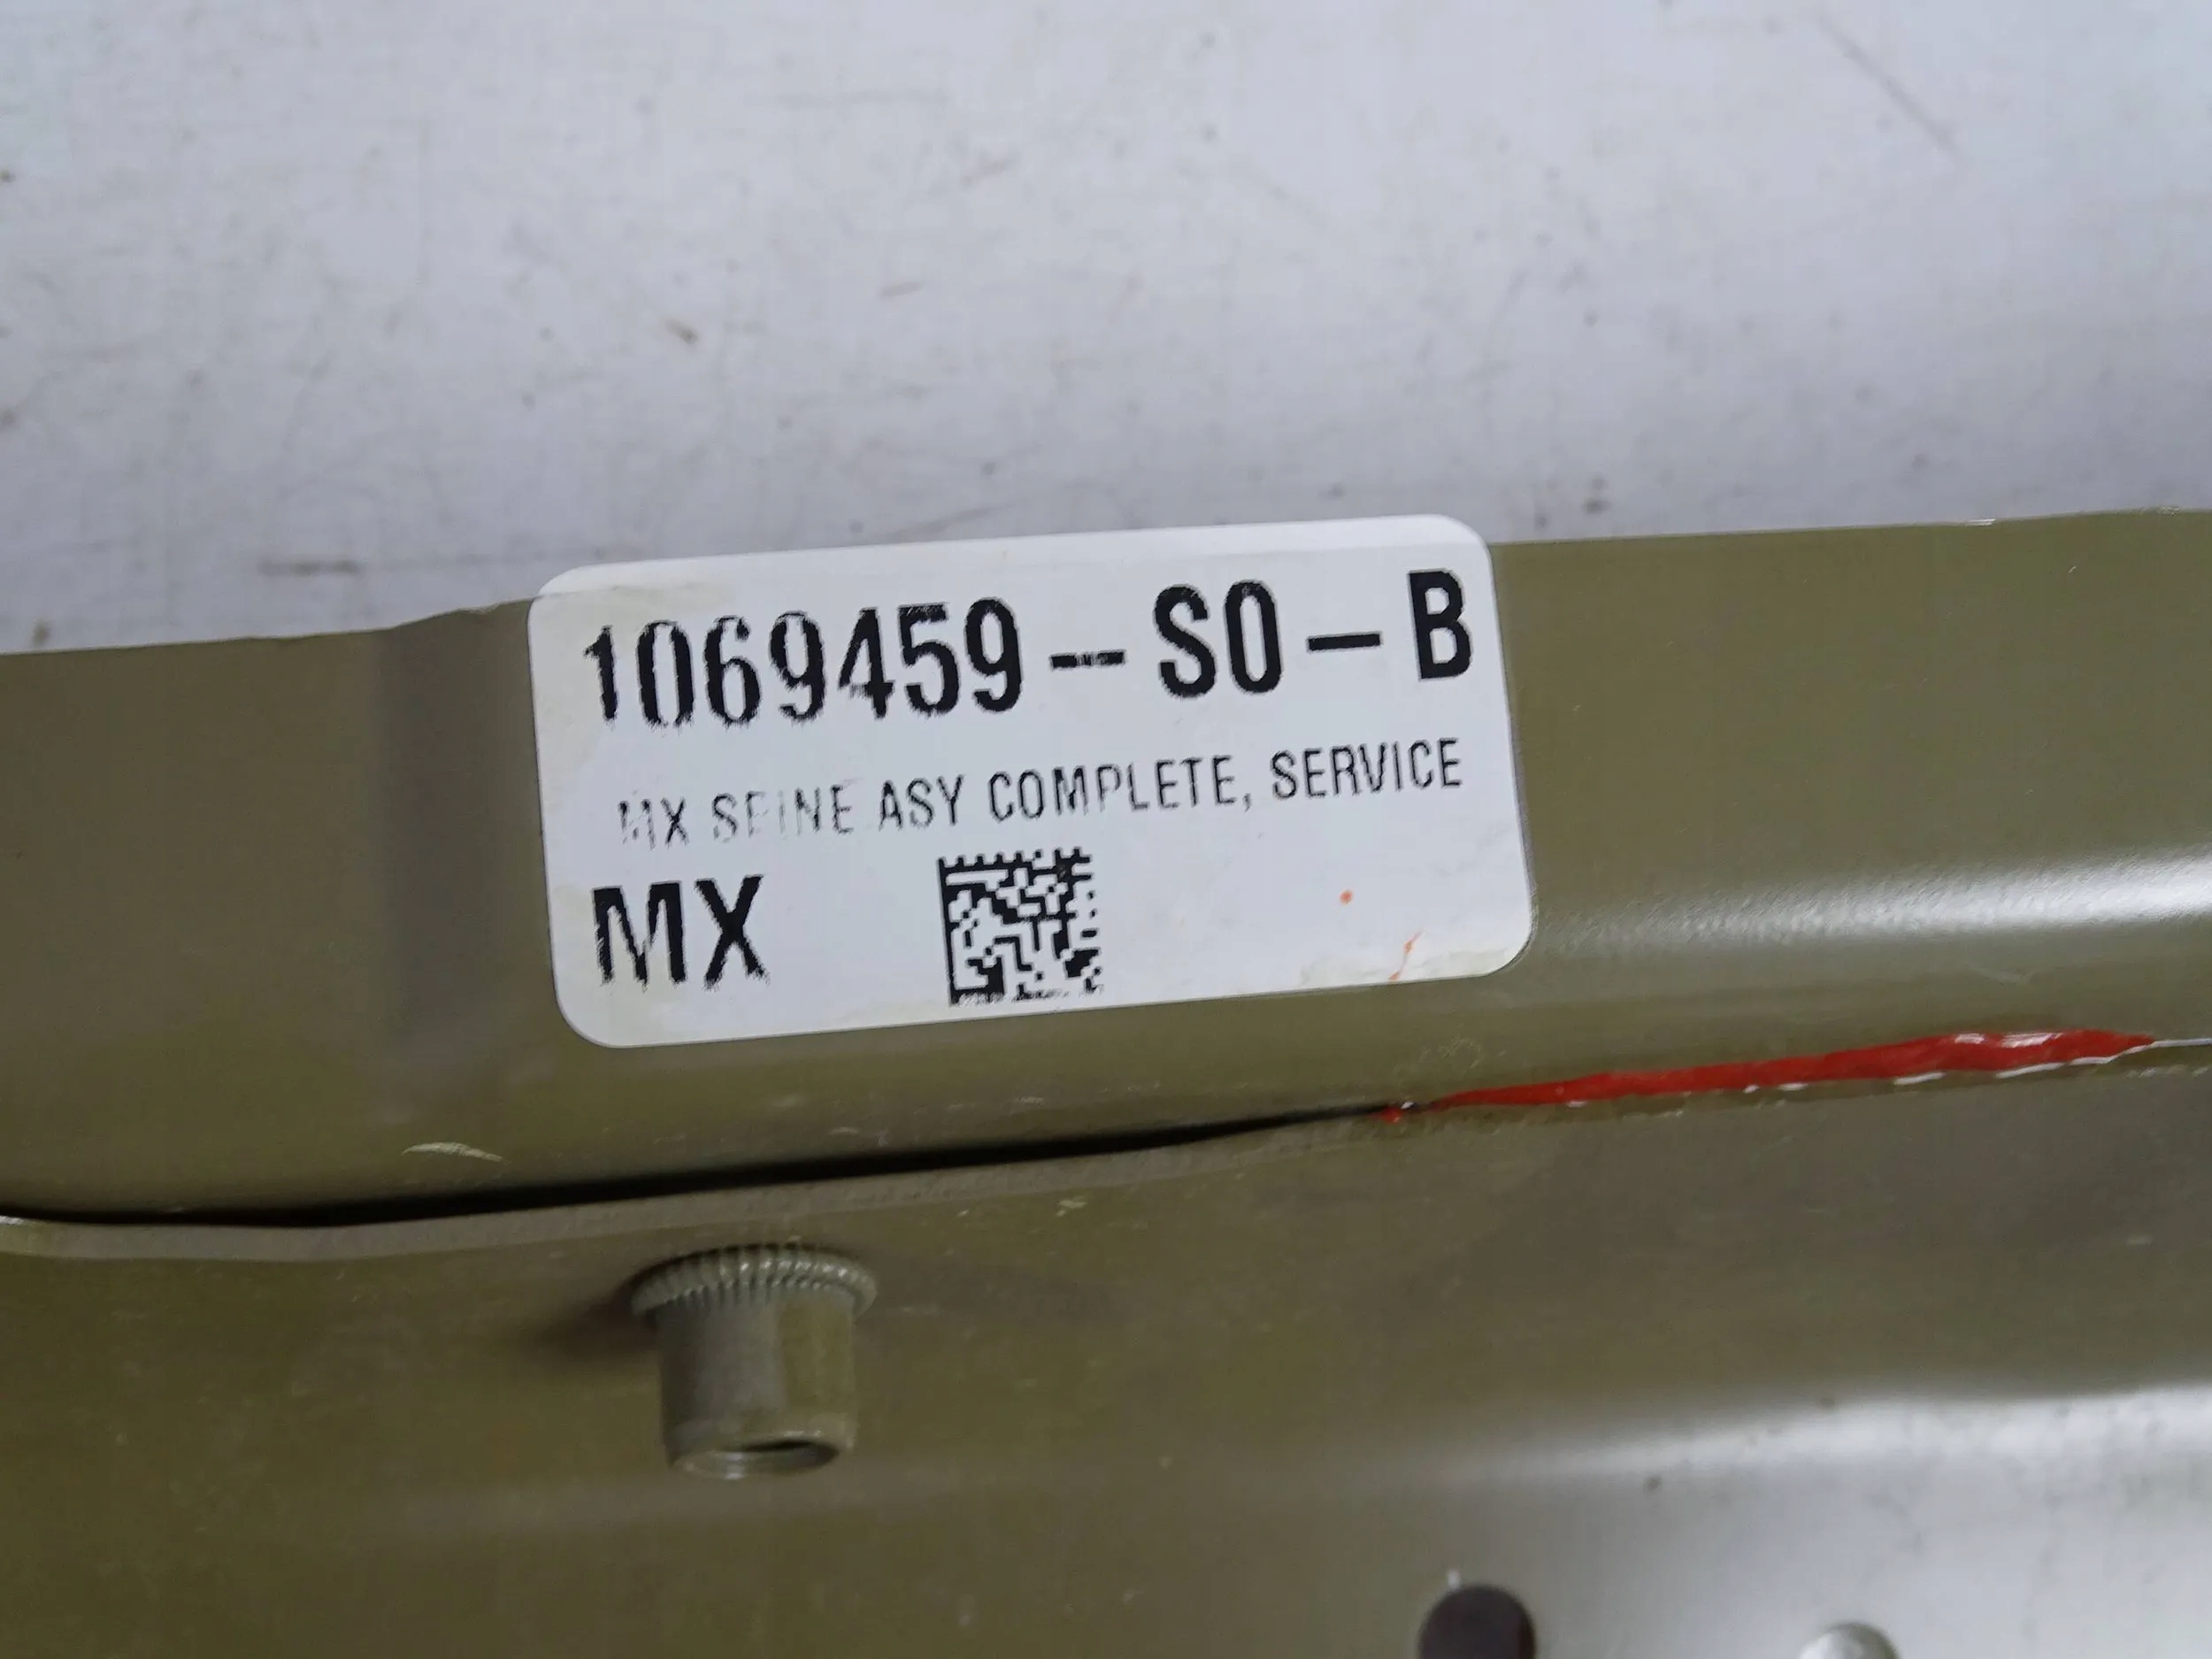 1069459-S0-B
MX SEINE ASY COMPLETE, SERVICE
MX